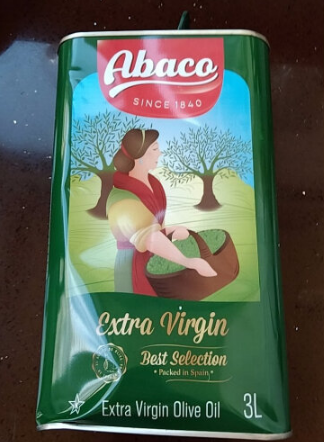 Abaco
SINCE 1840
Extra Virgin
Best Selection
• Packed in Spain •
Extra Virgin Olive Oil 3L